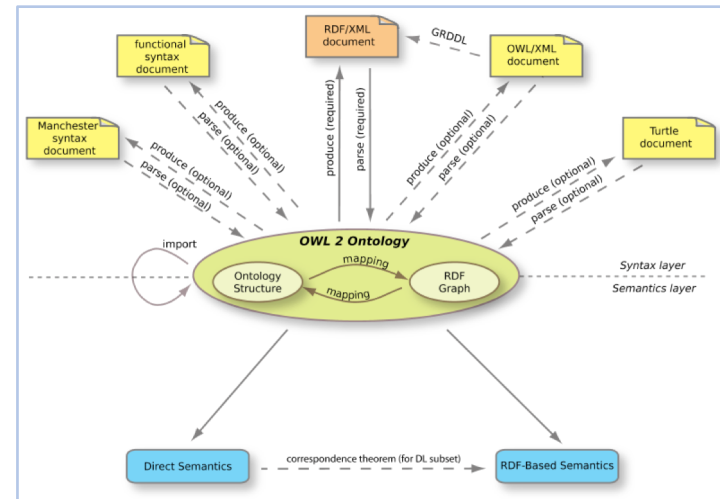 RDF/XML
document
GRDDL
functional
syntax
document
OWL/XML
document
Manchester
syntax
document
Turtle
document
produce (optional)
parse (optional)
produce (optional)
parse (optional)
produce (required)
parse (required)
produce (optional)
parse (optional)
produce (optional)
parse (optional)
OWL 2 Ontology
import
mapping
Ontology
Structure
RDF
Graph
mapping
Syntax layer
Semantics layer
Direct Semantics
correspondence theorem (for DL subset)
RDF-Based Semantics